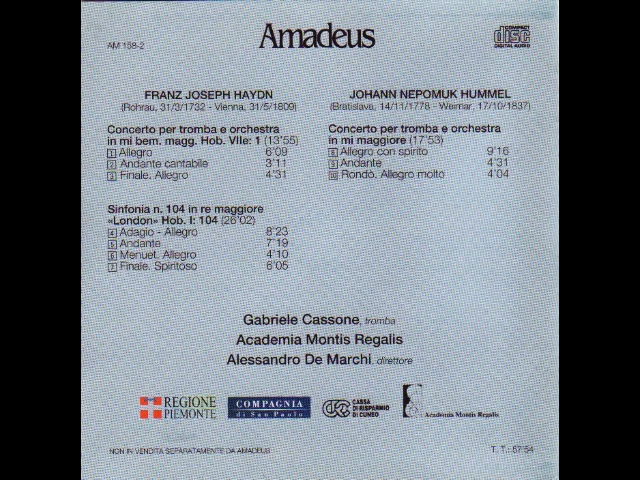 AM 158-2
Amadeus
COMPACT
disc
DIGITAL AUDIO
FRANZ JOSEPH HAYDN
(Rohrau, 31/3/1732 - Vienna, 31/5/1809)
Concerto per tromba e orchestra
in mi bem. magg. Hob. VIIe: 1 (13'55)
1 Allegro 6'09
2 Andante cantabile 3'11
3 Finale. Allegro 4'31
Sinfonia n. 104 in re maggiore
«London» Hob. I: 104 (26'02)
4 Adagio - Allegro 8'23
5 Andante 7'19
6 Menuet. Allegro 4'10
7 Finale. Spiritoso 6'05
JOHANN NEPOMUK HUMMEL
(Bratislava, 14/11/1778 - Weimar, 17/10/1837)
Concerto per tromba e orchestra
in mi maggiore (17'53)
8 Allegro con spirito 9'16
9 Andante 4'31
10 Rondò. Allegro molto 4'04
Gabriele Cassone, tromba
Academia Montis Regalis
Alessandro De Marchi, direttore
REGIONE
PIEMONTE
COMPAGNIA
di San Paolo
CASSA
DI RISPARMIO
DI CUNEO
Academia Montis Regalis
NON IN VENDITA SEPARATAMENTE DA AMADEUS
T. T.: 57'54